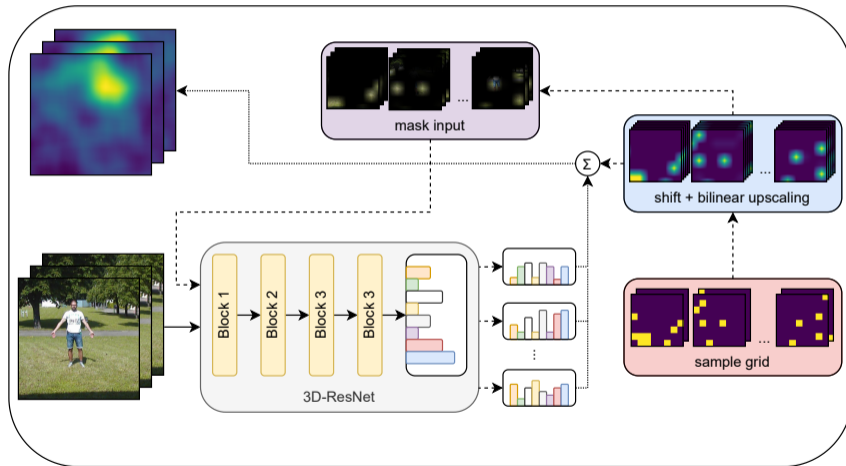 mask input
shift + bilinear upscaling
Σ
Block 1
Block 2
Block 3
Block 3
3D-ResNet
sample grid
...
...
...
⋮